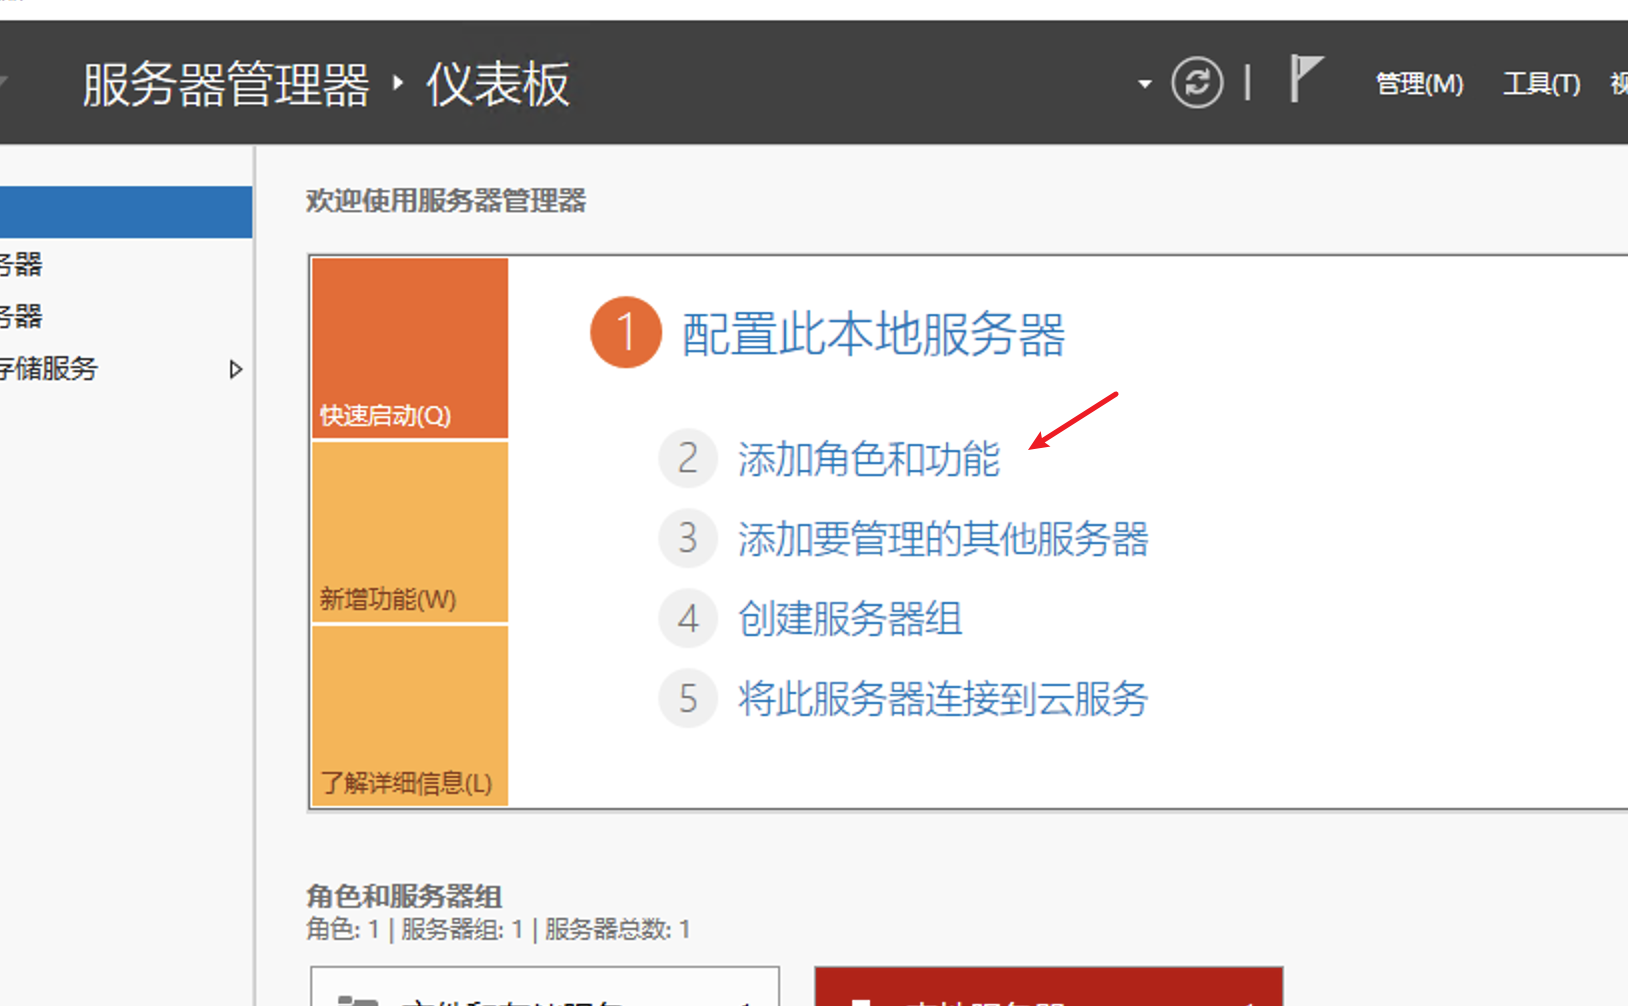 服务器管理器 ‣ 仪表板
管理(M) 工具(T)
务器
务器
存储服务
欢迎使用服务器管理器
快速启动(Q)
新增功能(W)
了解详细信息(L)
1 配置此本地服务器
2 添加角色和功能
3 添加要管理的其他服务器
4 创建服务器组
5 将此服务器连接到云服务
角色和服务器组
角色: 1 | 服务器组: 1 | 服务器总数: 1